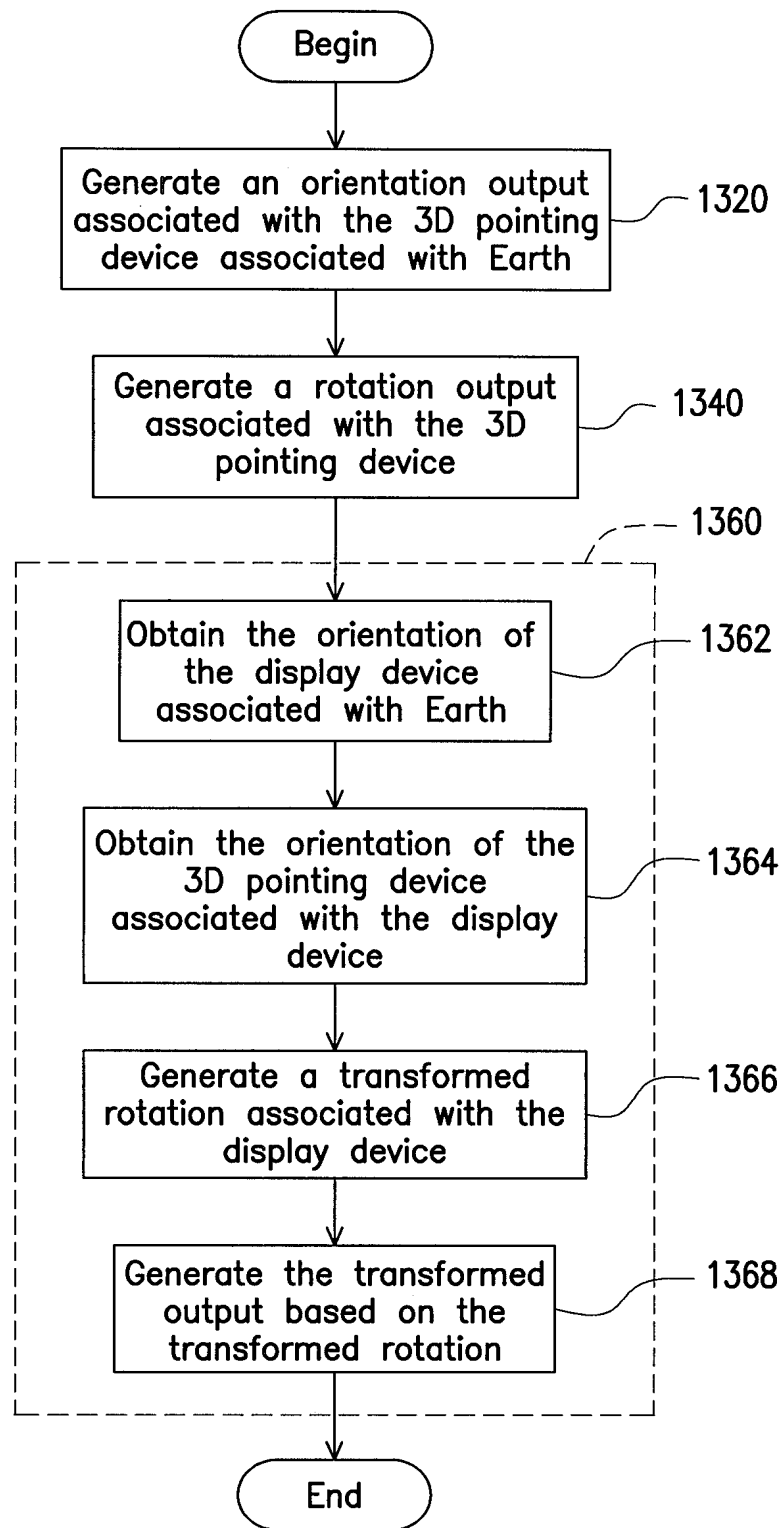 Begin
Generate an orientation output
associated with the 3D pointing
device associated with Earth
1320
Generate a rotation output
associated with the 3D
pointing device
1340
1360
Obtain the orientation of
the display device
associated with Earth
1362
Obtain the orientation of the
3D pointing device
associated with the display
device
1364
Generate a transformed
rotation associated with the
display device
1366
Generate the transformed
output based on the
transformed rotation
1368
End